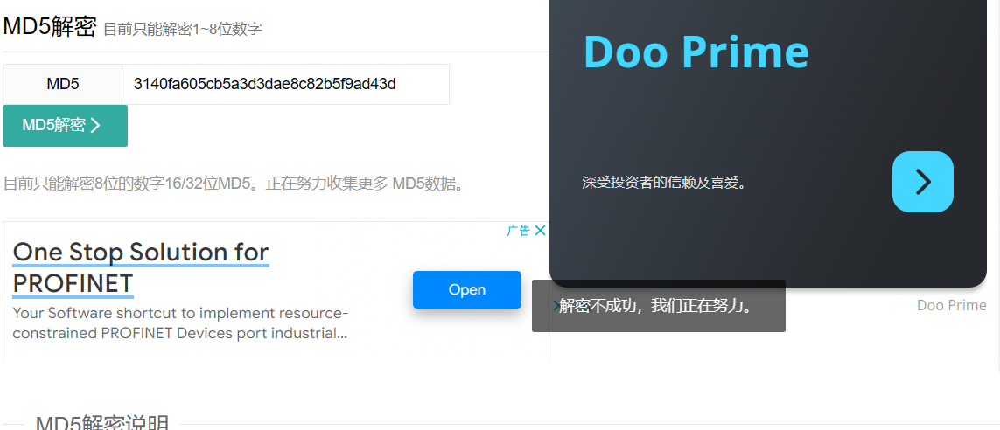 MD5解密 目前只能解密1~8位数字
MD5 3140fa605cb5a3d3dae8c82b5f9ad43d
MD5解密
目前只能解密8位的数字16/32位MD5。正在努力收集更多 MD5数据。
广告
One Stop Solution for
PROFINET
Your Software shortcut to implement resource-
constrained PROFINET Devices port industrial...
Open
Doo Prime
深受投资者的信赖及喜爱。
解密不成功，我们正在努力。
Doo Prime
MD5解密说明